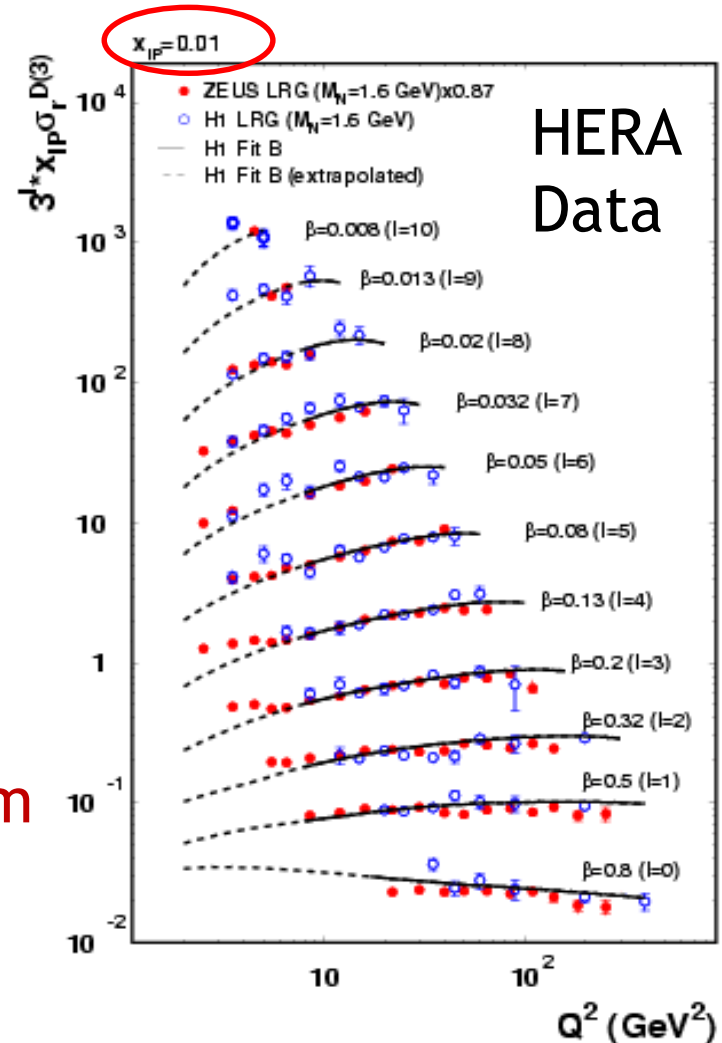 x_IP=0.01
3^l*x_IP σ_r^D(3)
ZEUS LRG (M_N=1.6 GeV)x0.87
H1 LRG (M_N=1.6 GeV)
H1 Fit B
H1 Fit B (extrapolated)
HERA
Data
10^4
10^3
10^2
10
1
10^-1
10^-2
β=0.008 (l=10)
β=0.013 (l=9)
β=0.02 (l=8)
β=0.032 (l=7)
β=0.05 (l=6)
β=0.08 (l=5)
β=0.13 (l=4)
β=0.2 (l=3)
β=0.32 (l=2)
β=0.5 (l=1)
β=0.8 (l=0)
m
10
10^2
Q^2 (GeV^2)